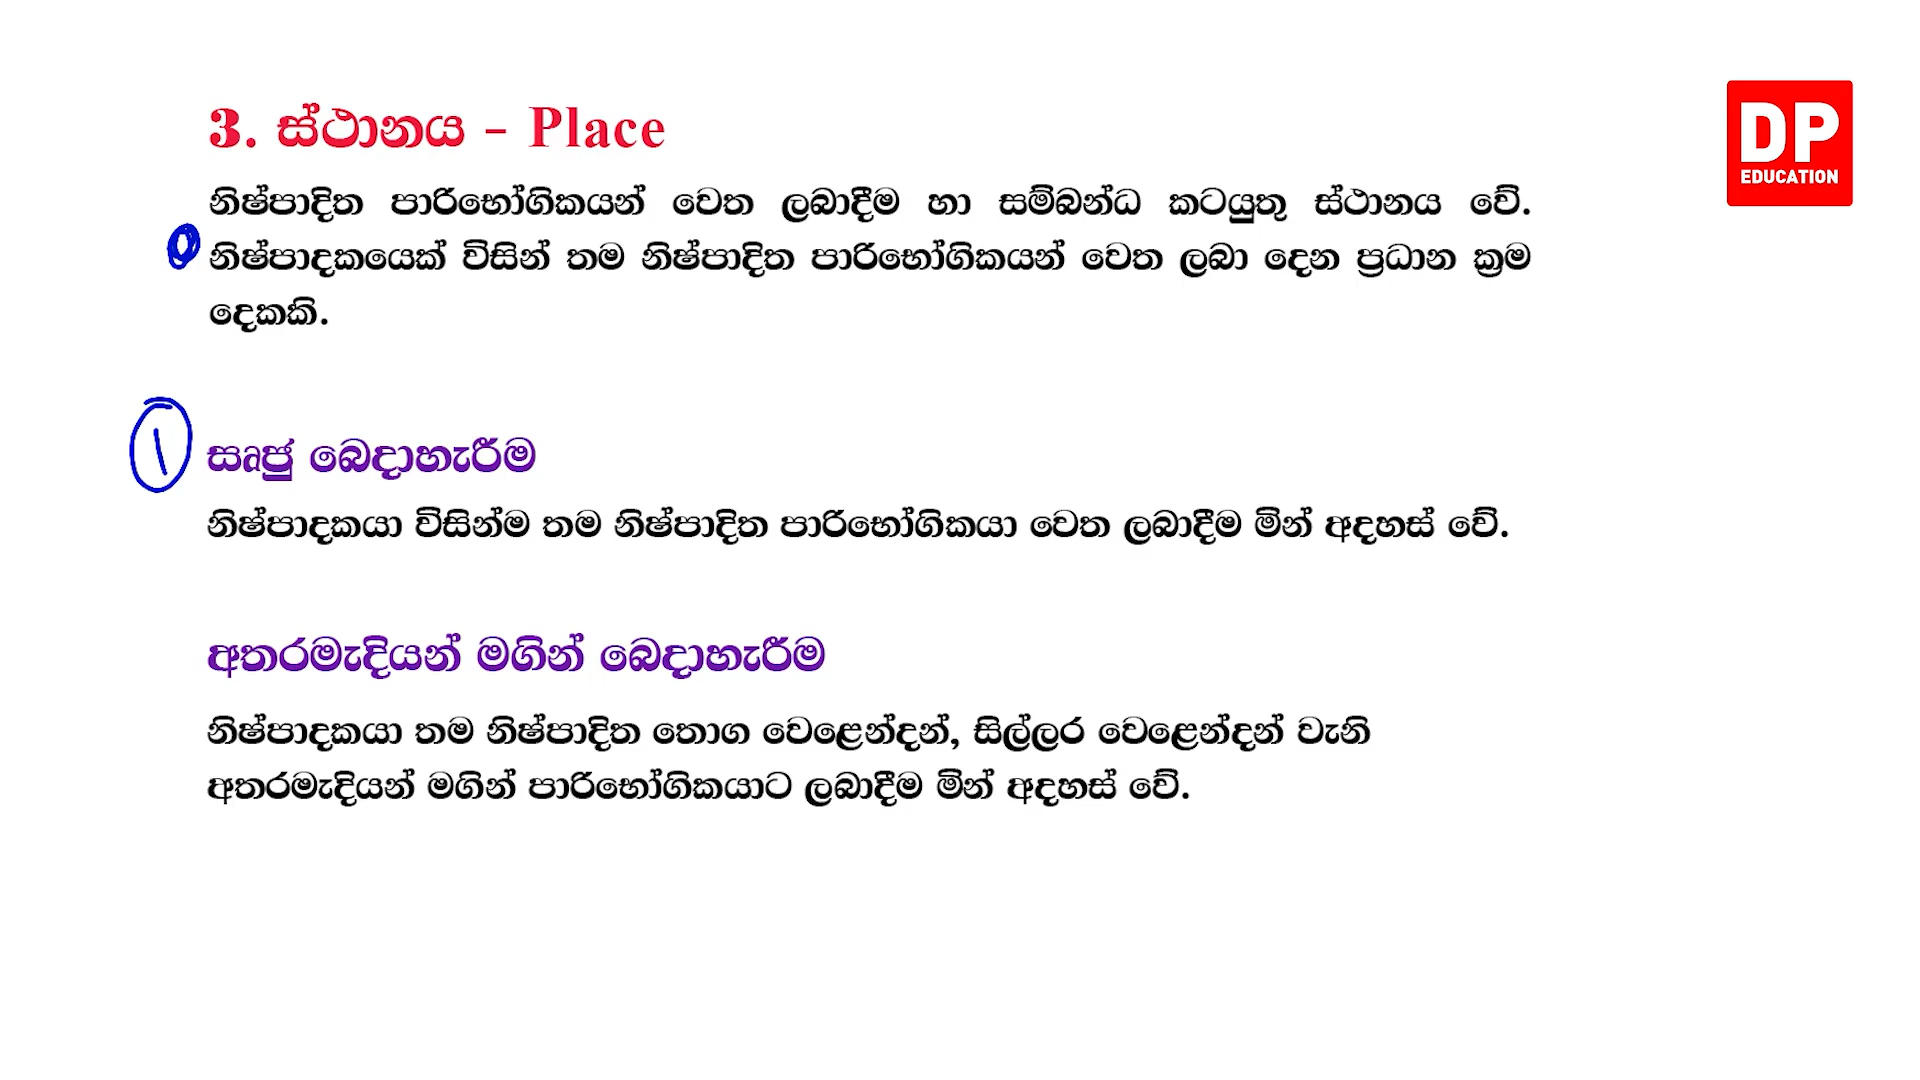 3. ස්ථානය - Place
DP
EDUCATION
නිෂ්පාදිත පාරිභෝගිකයන් වෙත ලබාදීම හා සම්බන්ධ කටයුතු ස්ථානය වේ.
නිෂ්පාදකයෙක් විසින් තම නිෂ්පාදිත පාරිභෝගිකයන් වෙත ලබා දෙන ප්‍රධාන ක්‍රම
දෙකකි.
1 සෘජු බෙදාහැරීම
නිෂ්පාදකයා විසින්ම තම නිෂ්පාදිත පාරිභෝගිකයා වෙත ලබාදීම මින් අදහස් වේ.
අතරමැදියන් මගින් බෙදාහැරීම
නිෂ්පාදකයා තම නිෂ්පාදිත තොග වෙළෙන්දන්, සිල්ලර වෙළෙන්දන් වැනි
අතරමැදියන් මගින් පාරිභෝගිකයාට ලබාදීම මින් අදහස් වේ.